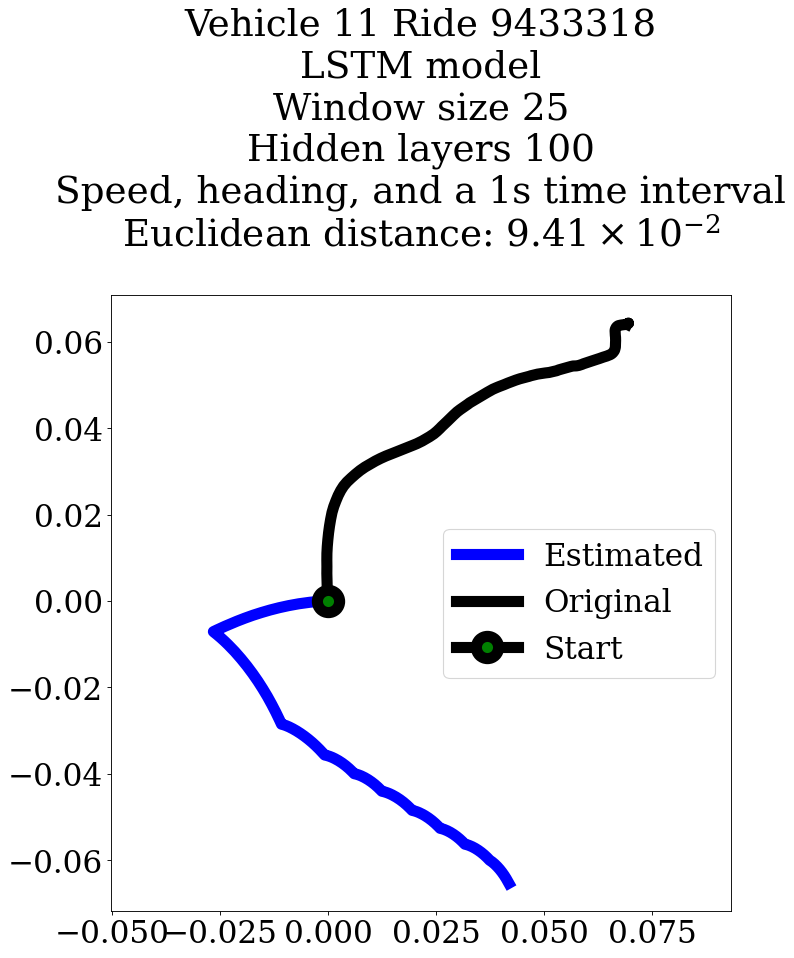 Vehicle 11 Ride 9433318
LSTM model
Window size 25
Hidden layers 100
Speed, heading, and a 1s time interval
Euclidean distance: 9.41 × 10⁻²
0.06
0.04
0.02
0.00
−0.02
−0.04
−0.06
Estimated
Original
Start
−0.050
−0.025
0.000
0.025
0.050
0.075